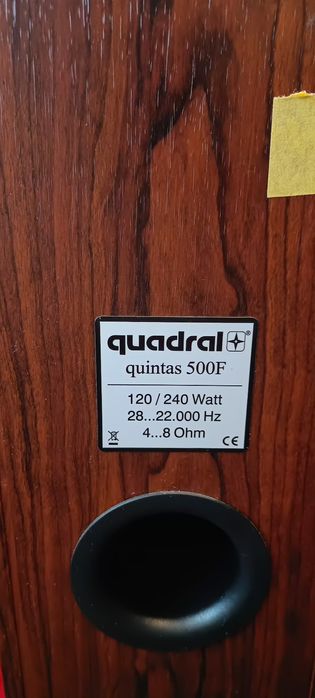 quadral®
quintas 500F
120 / 240 Watt
28...22.000 Hz
4...8 Ohm
CE